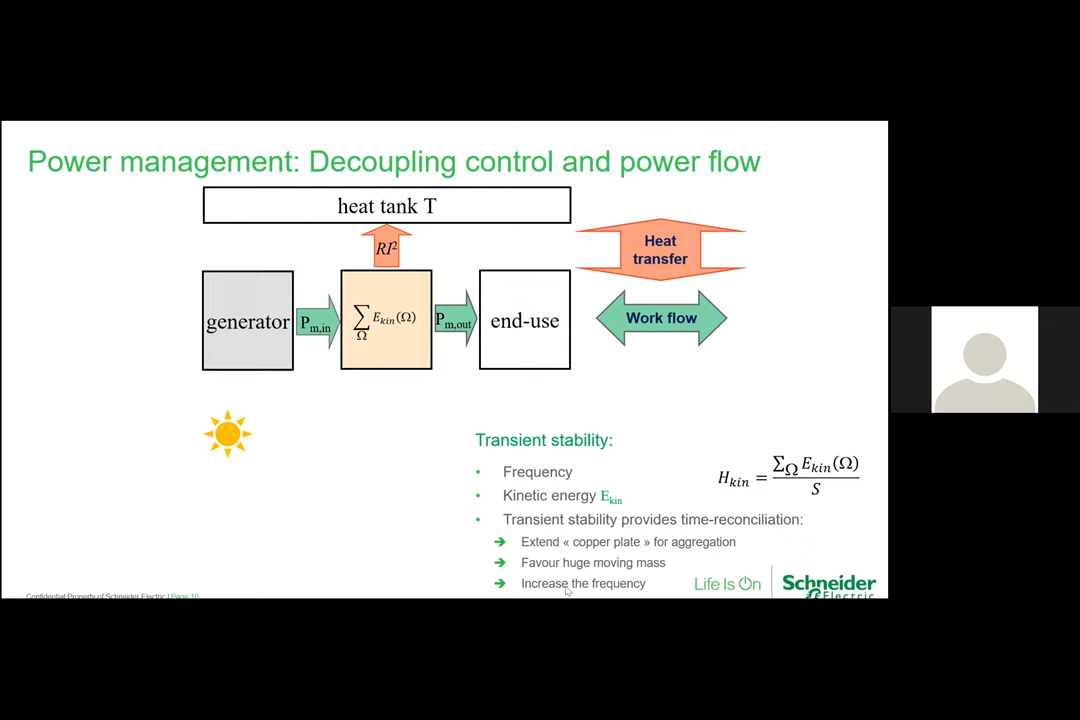 Power management: Decoupling control and power flow
heat tank T
RI²
Heat
transfer
generator
P_m,in
∑_Ω E_kin(Ω)
P_m,out
end-use
Work flow
Transient stability:
• Frequency
• Kinetic energy E_kin
• Transient stability provides time-reconciliation:
➔ Extend « copper plate » for aggregation
➔ Favour huge moving mass
➔ Increase the frequency
H_kin = ∑_Ω E_kin(Ω) / S
Confidential Property of Schneider Electric | Page 10
Life Is On
Schneider
Electric